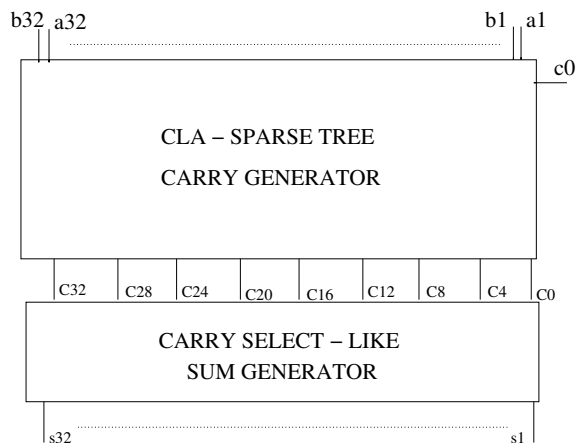 b32 a32 b1 a1
c0
CLA – SPARSE TREE
CARRY GENERATOR
C32 C28 C24 C20 C16 C12 C8 C4 C0
CARRY SELECT – LIKE
SUM GENERATOR
s32 s1